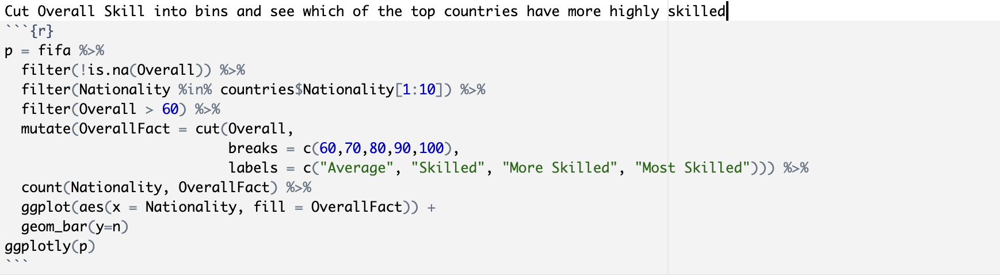 Cut Overall Skill into bins and see which of the top countries have more highly skilled
```{r}
p = fifa %>%
  filter(!is.na(Overall)) %>%
  filter(Nationality %in% countries$Nationality[1:10]) %>%
  filter(Overall > 60) %>%
  mutate(OverallFact = cut(Overall,
                           breaks = c(60,70,80,90,100),
                           labels = c("Average", "Skilled", "More Skilled", "Most Skilled"))) %>%
  count(Nationality, OverallFact) %>%
  ggplot(aes(x = Nationality, fill = OverallFact)) +
  geom_bar(y=n)
ggplotly(p)
```